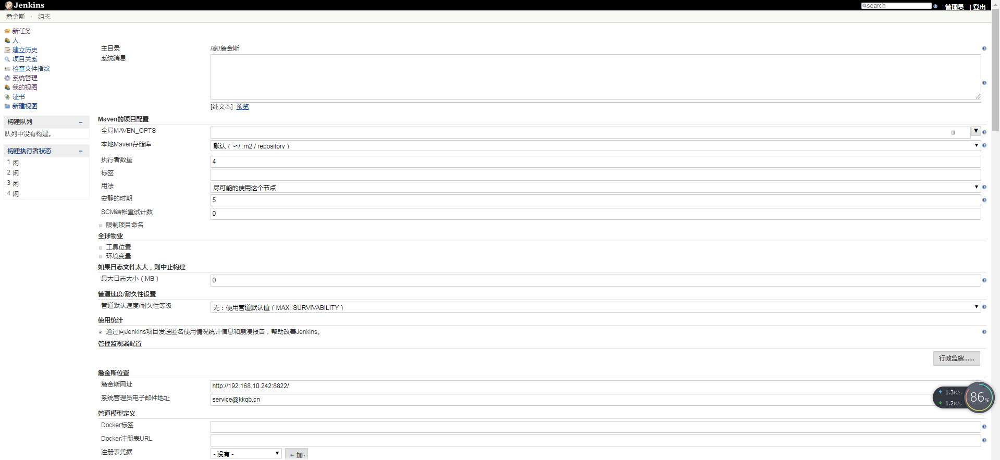 Jenkins
search
管理员 | 登出
詹金斯 · 组态
新任务
人
建立历史
项目关系
检查文件指纹
系统管理
我的视图
证书
新建视图
构建队列 −
队列中没有构建。
构建执行者状态 −
1 闲
2 闲
3 闲
4 闲
主目录 /家/詹金斯
系统消息
[纯文本] 预览
Maven的项目配置
全局MAVEN_OPTS
本地Maven存储库 默认（~/ .m2 / repository）
执行者数量 4
标签
用法 尽可能的使用这个节点
安静的时期 5
SCM结帐重试计数 0
限制项目命名
全球物业
工具位置
环境变量
如果日志文件太大，则中止构建
最大日志大小（MB） 0
管道速度/耐久性设置
管道默认速度/耐久性等级 无：使用管道默认值（MAX_SURVIVABILITY）
使用统计
通过向Jenkins项目发送匿名使用情况统计信息和崩溃报告，帮助改善Jenkins。
管理监视器配置
行政监察......
詹金斯位置
詹金斯网址 http://192.168.10.242:8822/
系统管理员电子邮件地址 service@kkqb.cn
1.3K/s
1.2K/s
86%
管道模型定义
Docker标签
Docker注册表URL
注册表凭据 - 没有 - 加